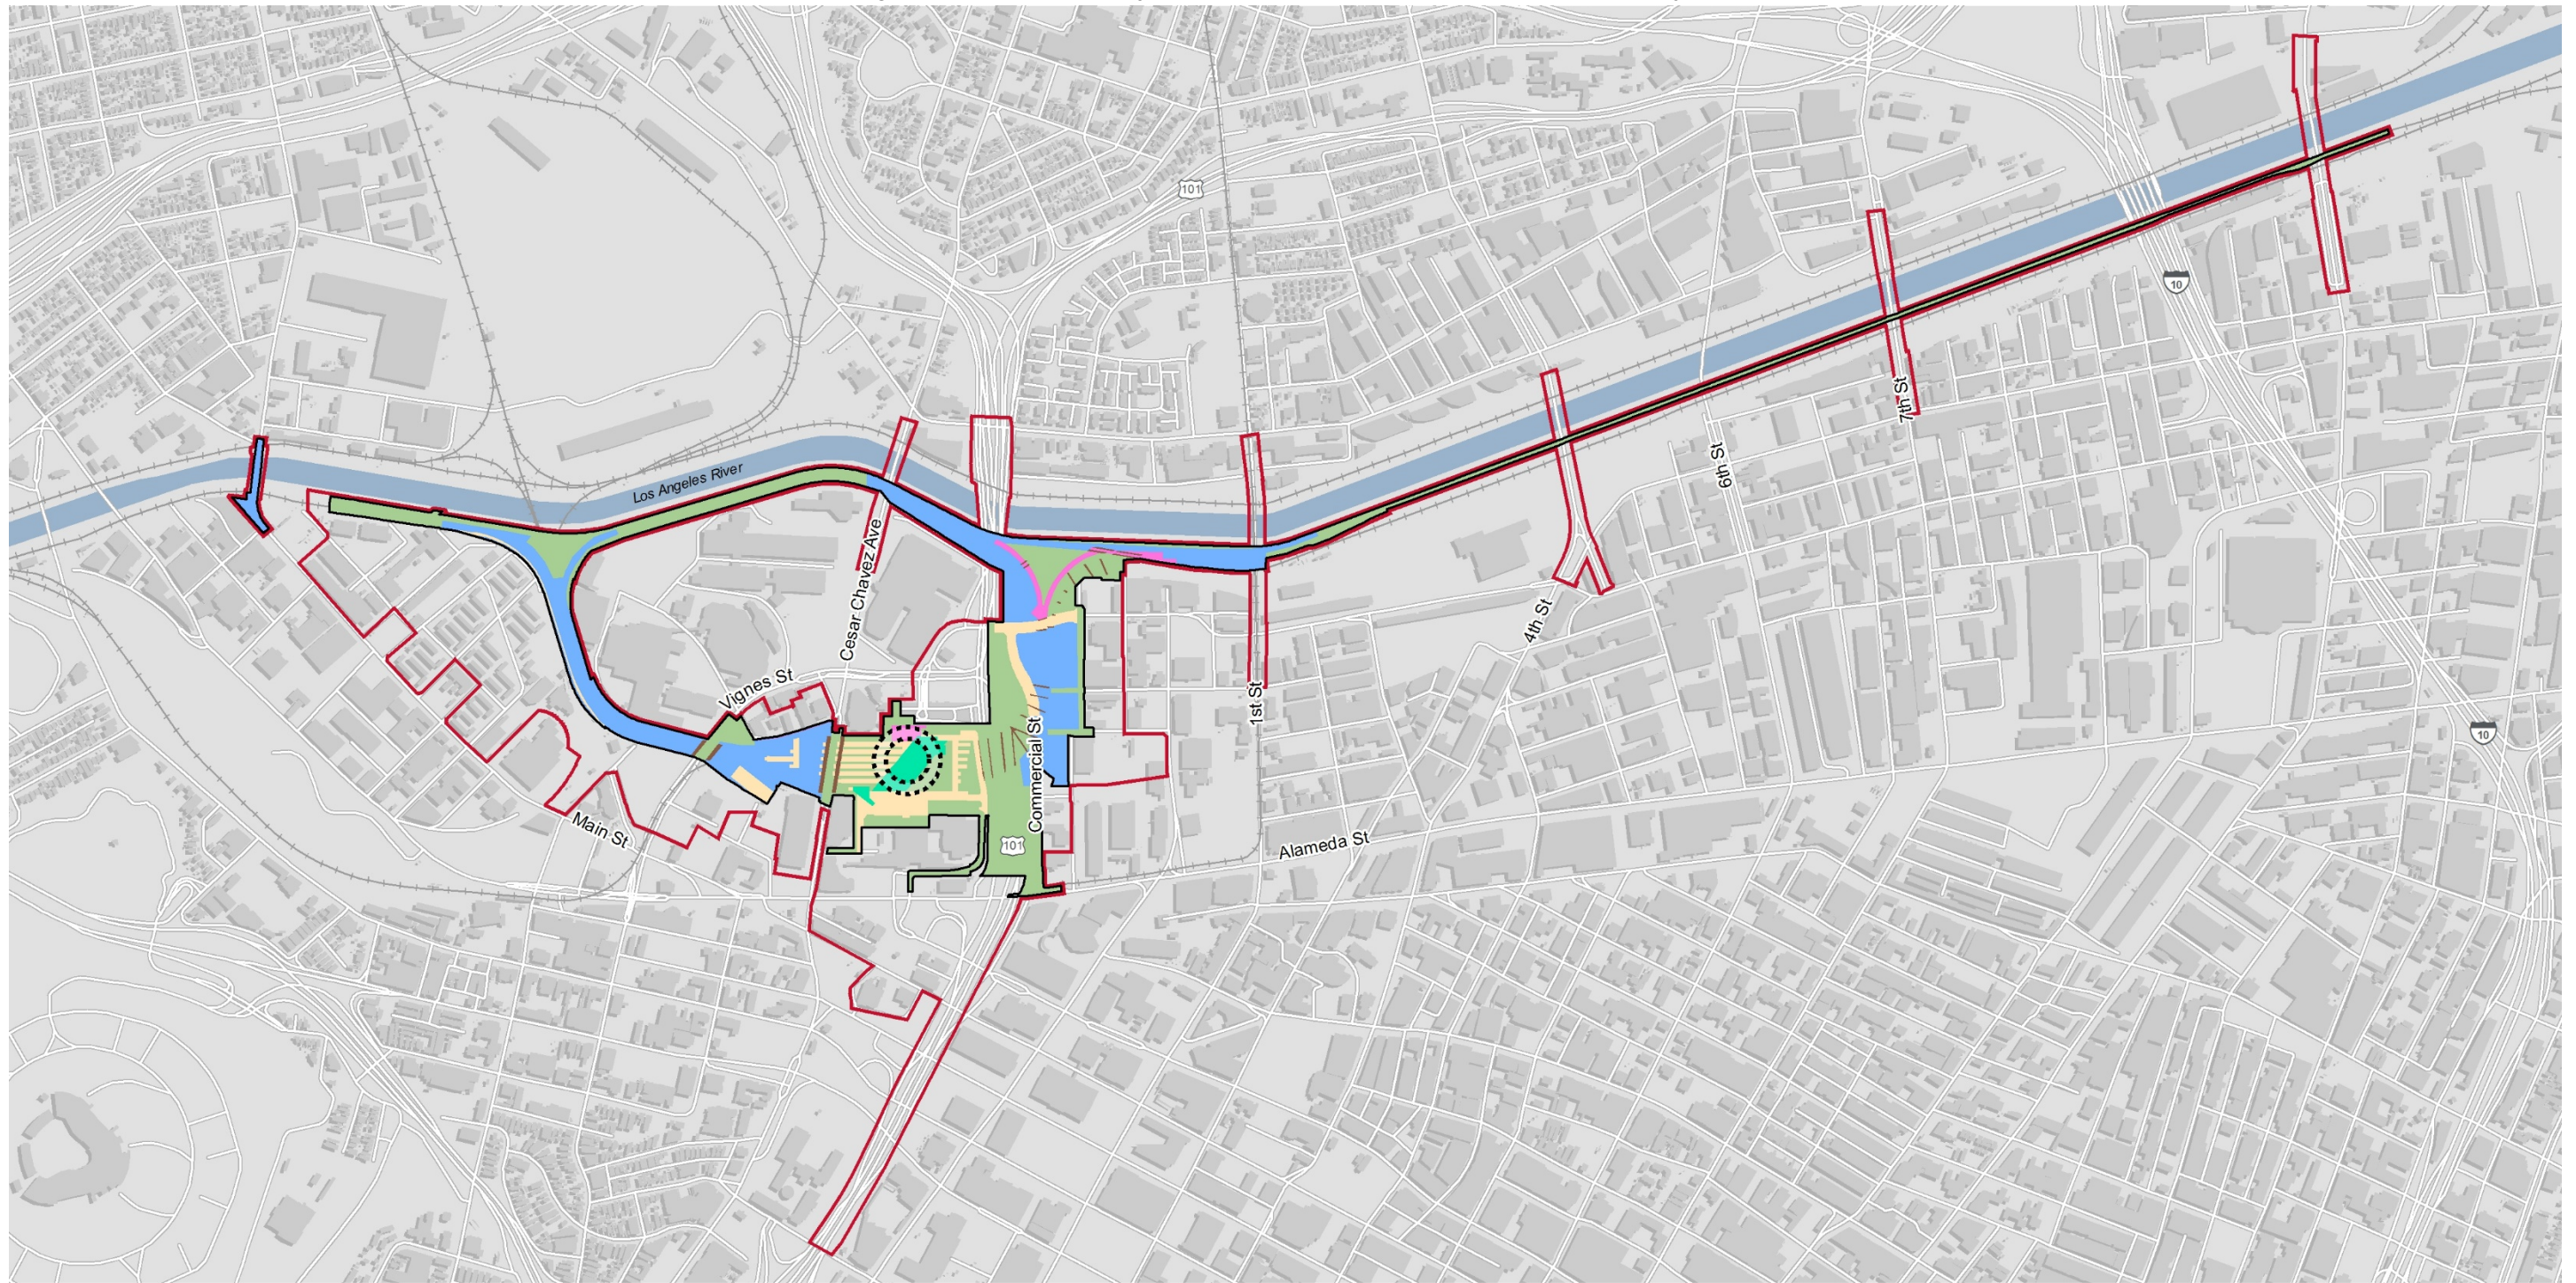 101
10
7th St
Los Angeles River
6th St
Cesar Chavez Ave
4th St
Vignes St
1st St
10
Commercial St
Main St
101
Alameda St